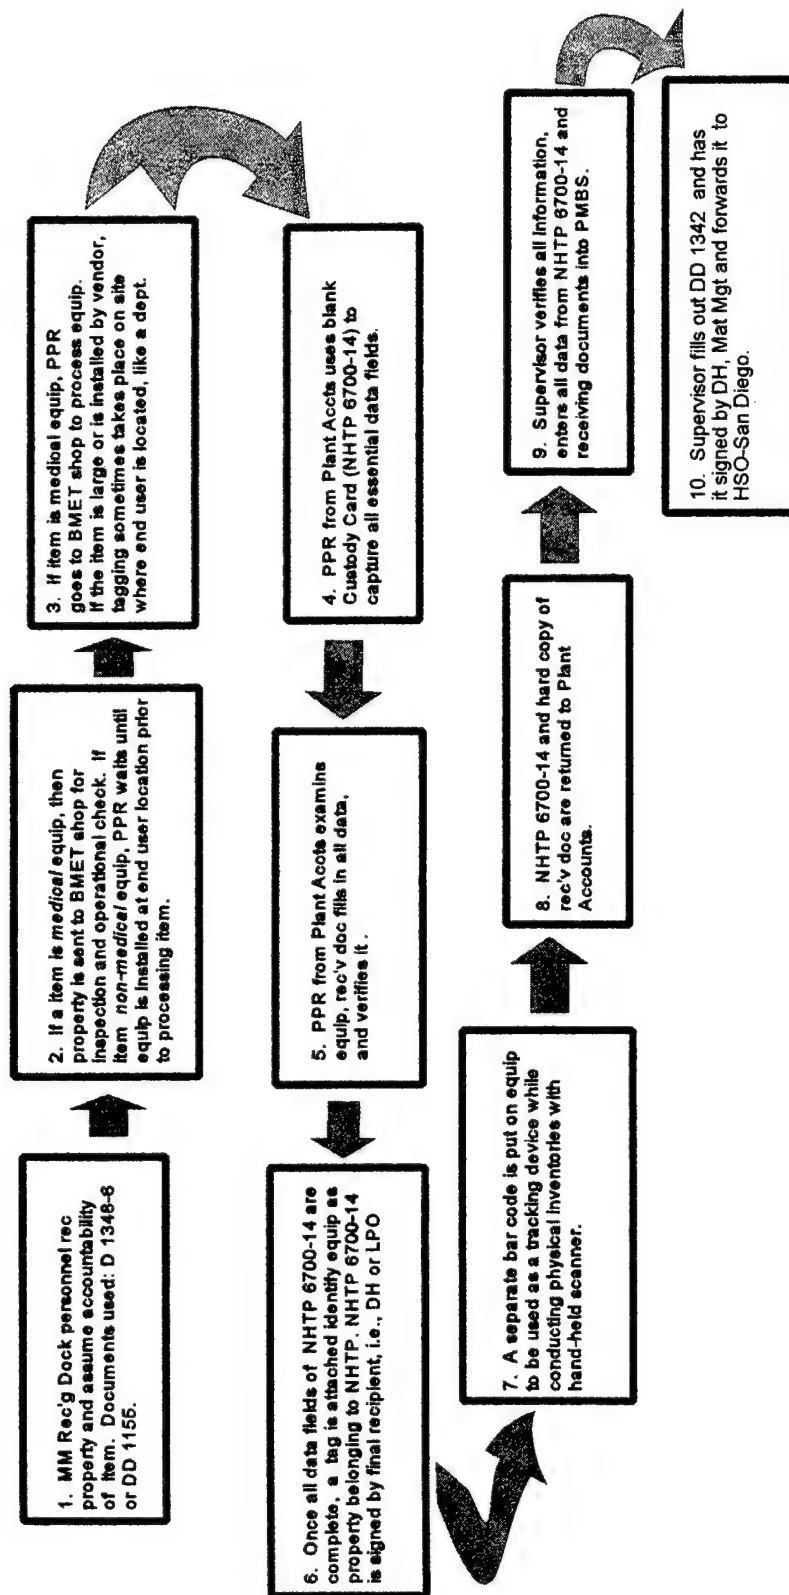 1. MM Rec'g Dock personnel rec
property and assume accountability
of item. Documents used: D 1348-6
or DD 1155.
2. If a item is medical equip, then
property is sent to BMET shop for
inspection and operational check. If
item non-medical equip, PPR waits until
equip is installed at end user location prior
to processing item.
3. If item is medical equip, PPR
goes to BMET shop to process equip.
If the item is large or is installed by vendor,
tagging sometimes takes place on site
where end user is located, like a dept.
4. PPR from Plant Accts uses blank
Custody Card (NHTP 6700-14) to
capture all essential data fields.
5. PPR from Plant Accts examines
equip, rec'v doc fills in all data,
and verifies it .
6. Once all data fields of NHTP 6700-14 are
complete, a tag is attached identify equip as
property belonging to NHTP. NHTP 6700-14
is signed by final recipient, i.e., DH or LPO
7. A separate bar code is put on equip
to be used as a tracking device while
conducting physical inventories with
hand-held scanner.
8. NHTP 6700-14 and hard copy of
rec'v doc are returned to Plant
Accounts.
9. Supervisor verifies all information,
enters all data from NHTP 6700-14 and
receiving documents into PMBS.
10. Supervisor fills out DD 1342 and has
it signed by DH, Mat Mgt and forwards it to
HSO-San Diego.